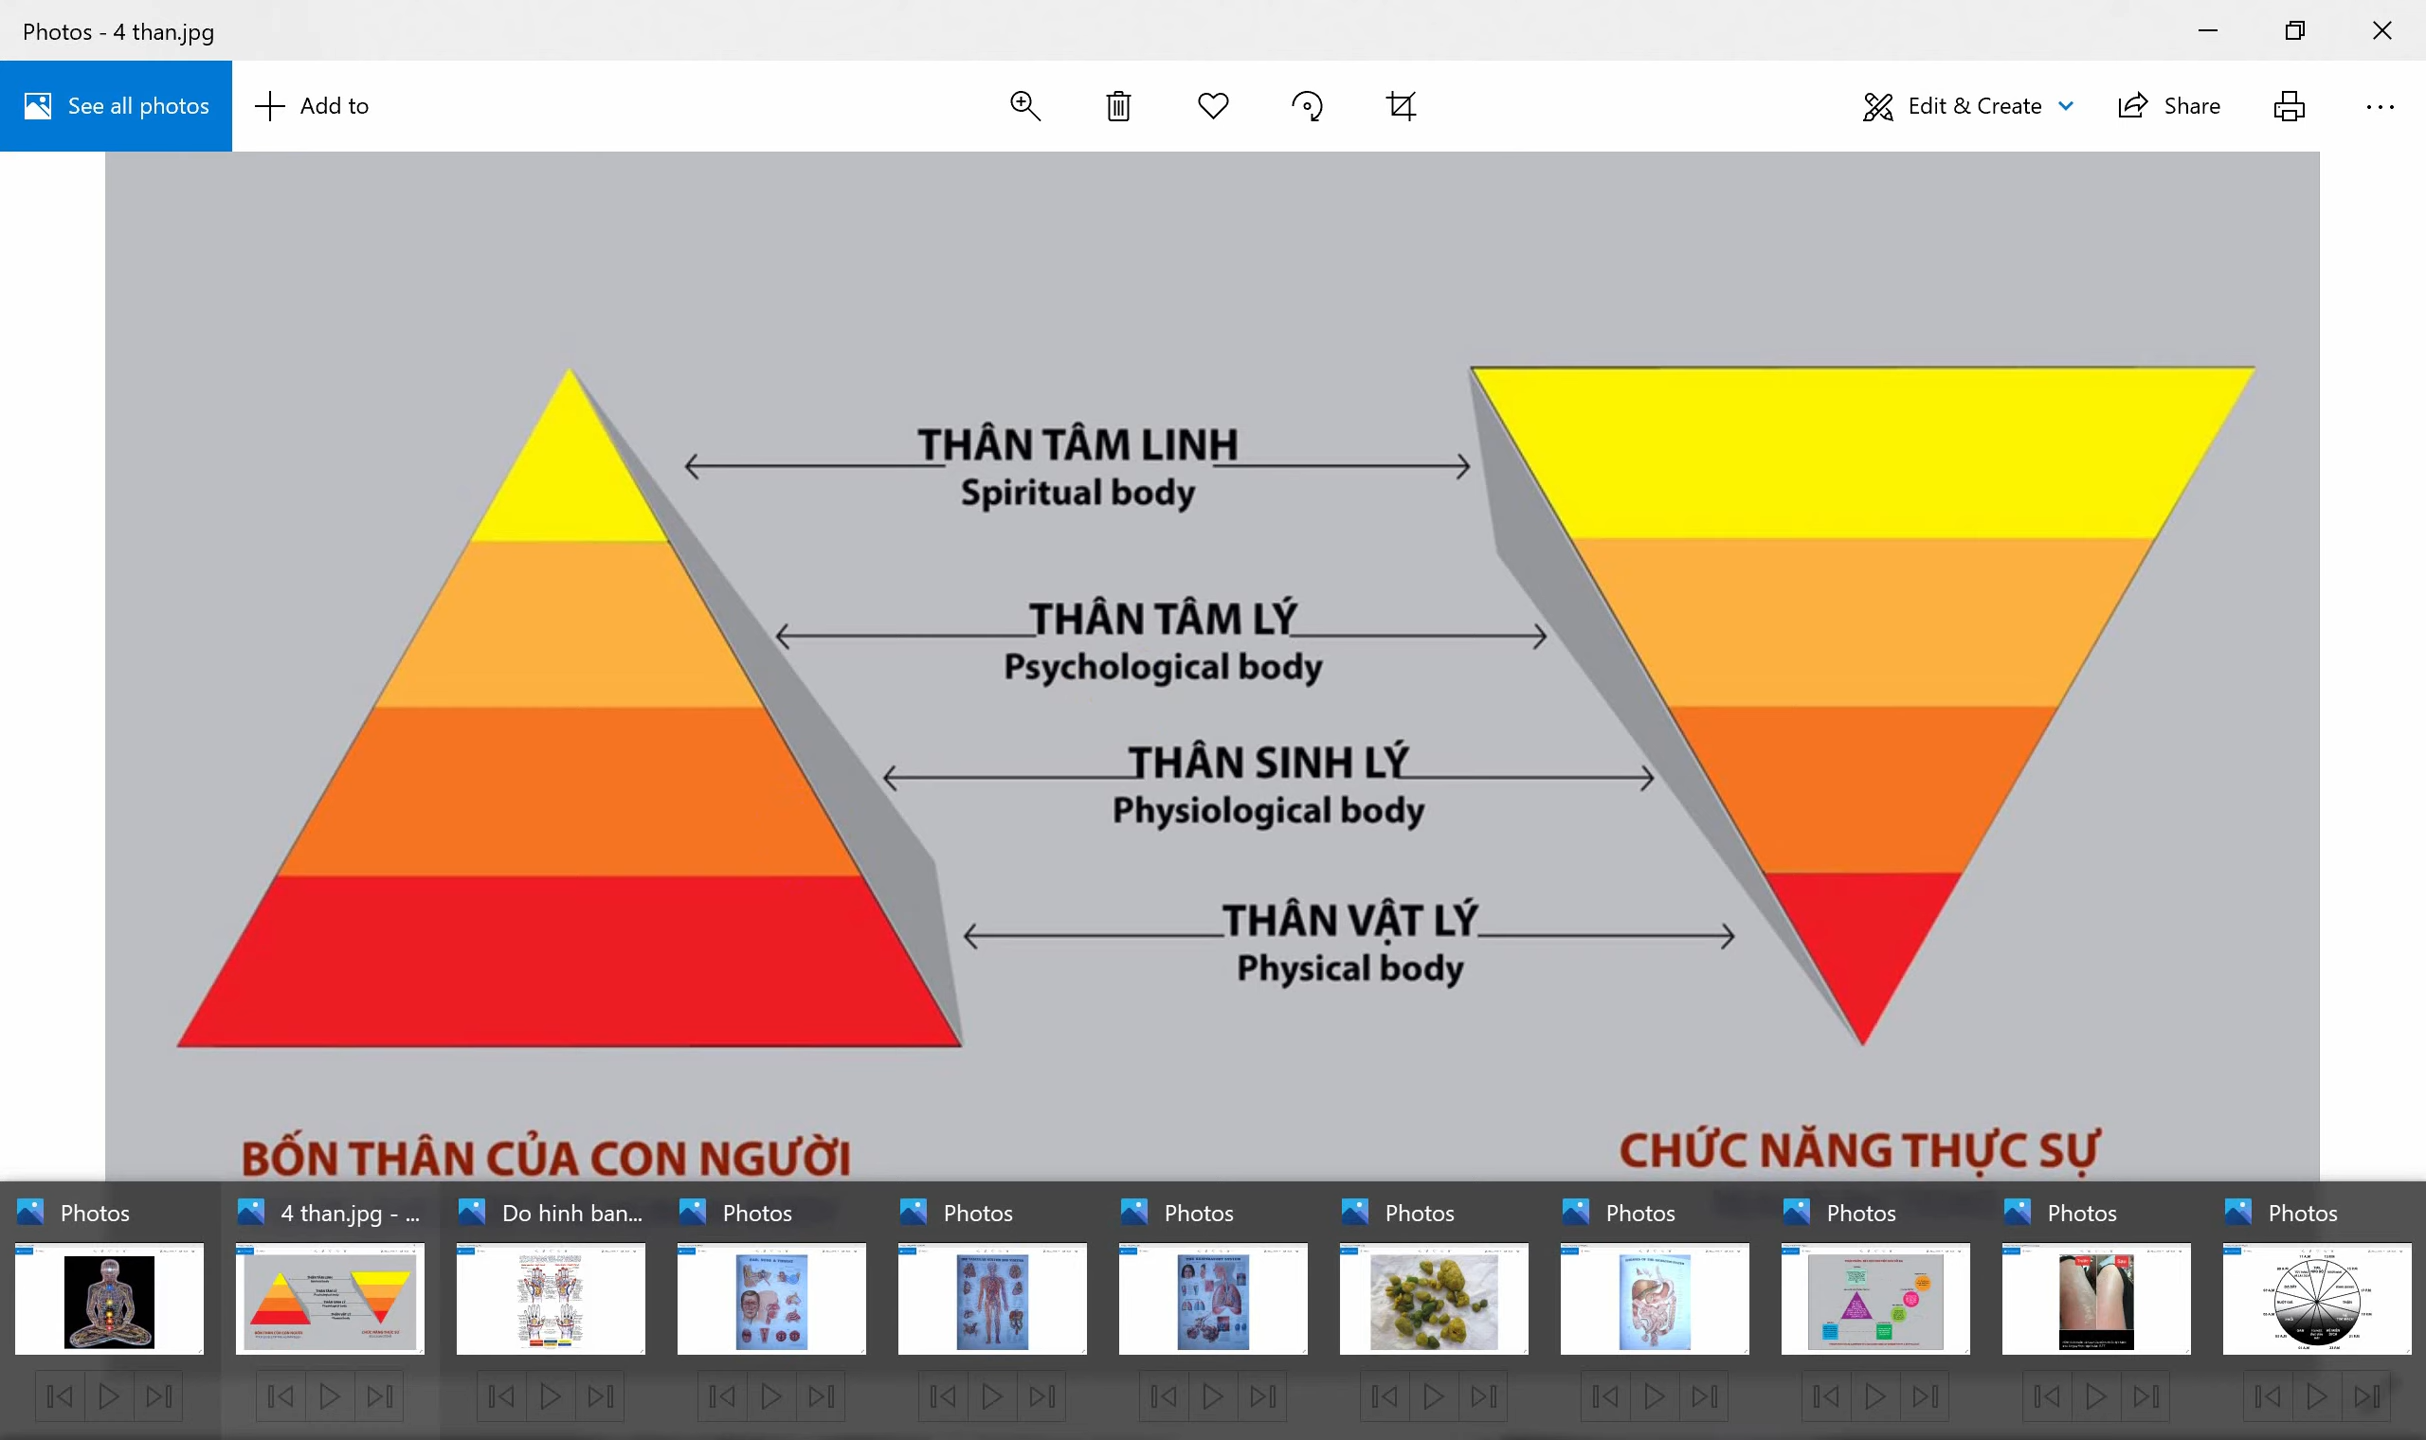 Photos - 4 than.jpg
See all photos
Add to
Edit & Create
Share
THÂN TÂM LINH
Spiritual body
THÂN TÂM LÝ
Psychological body
THÂN SINH LÝ
Physiological body
THÂN VẬT LÝ
Physical body
BỐN THÂN CỦA CON NGƯỜI
CHỨC NĂNG THỰC SỰ
Photos
4 than.jpg - ...
Do hinh ban...
Photos
Photos
Photos
Photos
Photos
Photos
Photos
Photos